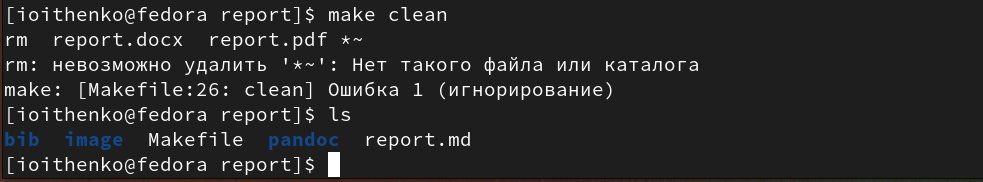 [ioithenko@fedora report]$ make clean
rm  report.docx  report.pdf *~
rm: невозможно удалить '*~': Нет такого файла или каталога
make: [Makefile:26: clean] Ошибка 1 (игнорирование)
[ioithenko@fedora report]$ ls
bib  image  Makefile  pandoc  report.md
[ioithenko@fedora report]$